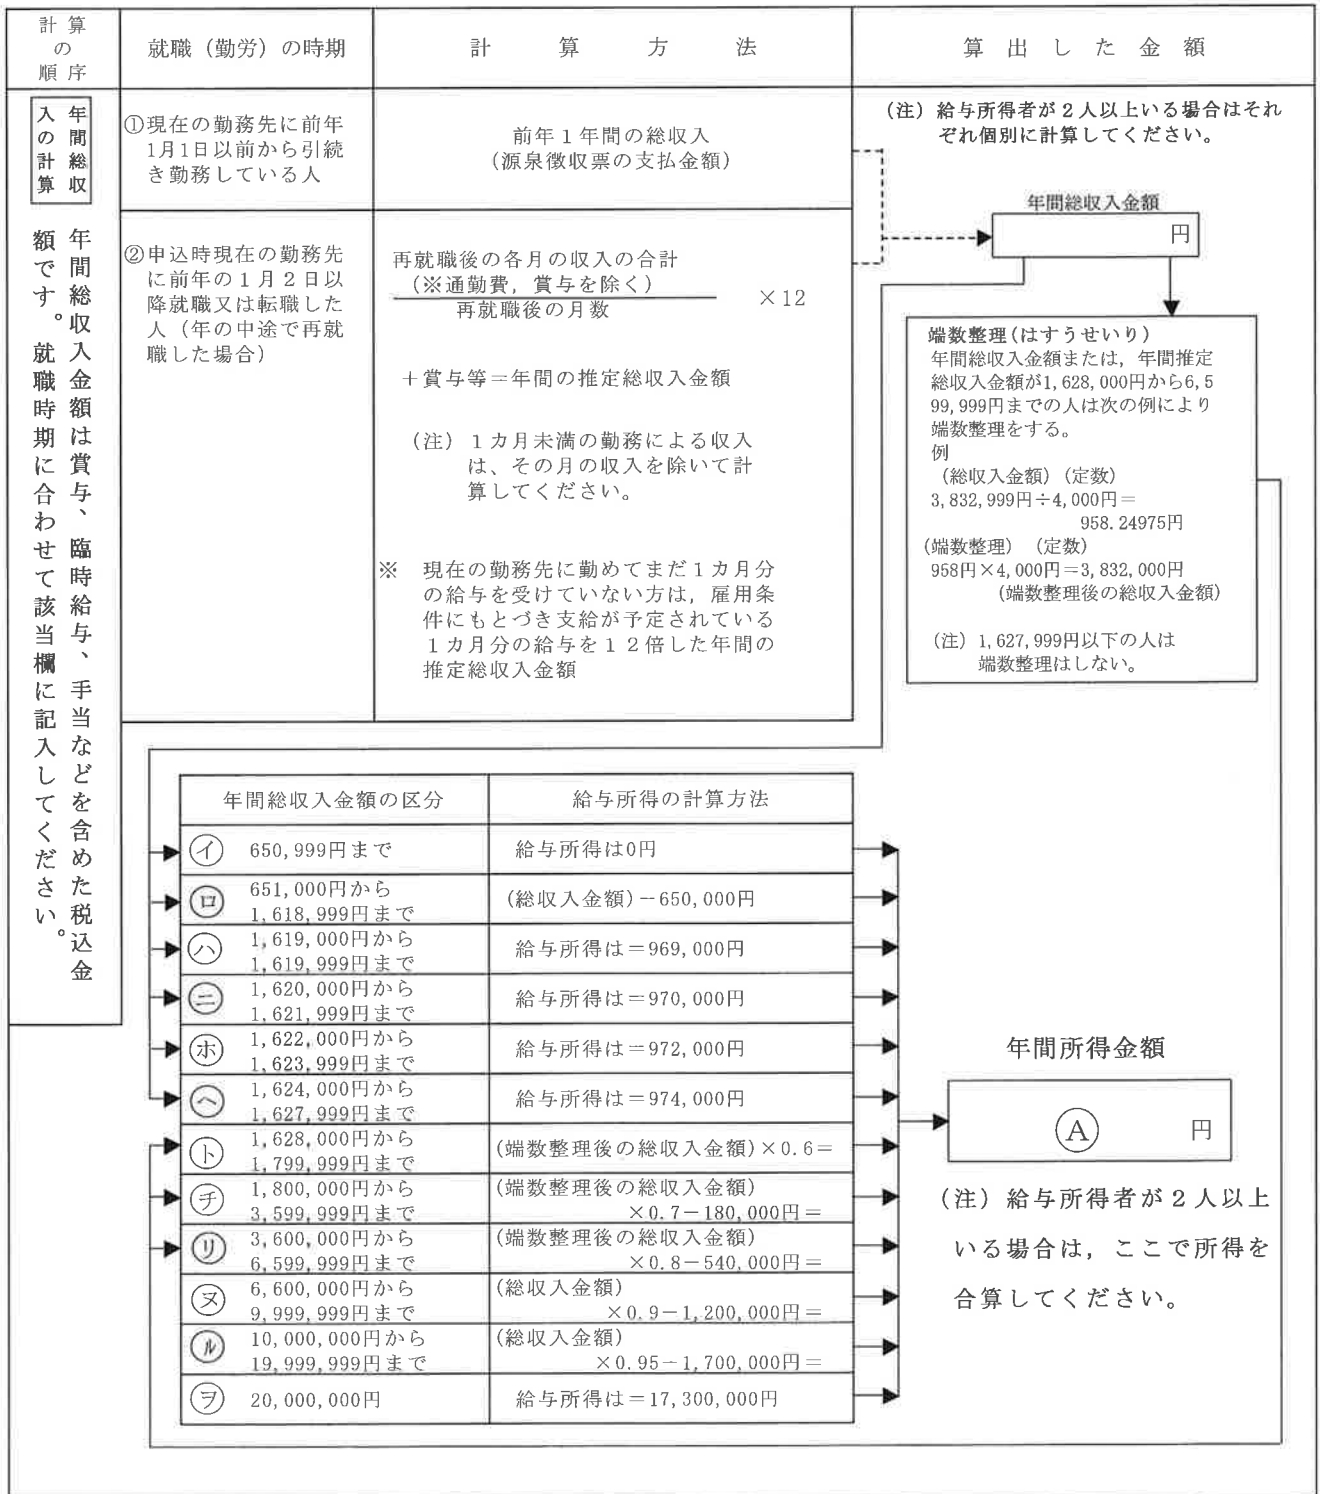 計算
の
順序
就職（勤労）の時期
計算方法
算出した金額
年間総収
入の計算
年間総収入金額は賞与、臨時給与、手当などを含めた税込金
額です。就職時期に合わせて該当欄に記入してください。
①現在の勤務先に前年
1月1日以前から引続
き勤務している人
前年１年間の総収入
(源泉徴収票の支払金額)
(注) 給与所得者が２人以上いる場合はそれ
ぞれ個別に計算してください。
年間総収入金額
円
②申込時現在の勤務先
に前年の１月２日以
降就職又は転職した
人（年の中途で再就
職した場合）
再就職後の各月の収入の合計
(※通勤費，賞与を除く)
再就職後の月数
×12
＋賞与等＝年間の推定総収入金額
(注) １カ月未満の勤務による収入
は、その月の収入を除いて計
算してください。
※ 現在の勤務先に勤めてまだ１カ月分
の給与を受けていない方は，雇用条
件にもとづき支給が予定されている
１カ月分の給与を１２倍した年間の
推定総収入金額
端数整理(はすうせいり)
年間総収入金額または，年間推定
総収入金額が1,628,000円から6,5
99,999円までの人は次の例により
端数整理をする。
例
(総収入金額) (定数)
3,832,999円÷4,000円＝
958.24975円
(端数整理) (定数)
958円×4,000円＝3,832,000円
(端数整理後の総収入金額)
(注) 1,627,999円以下の人は
端数整理はしない。
年間総収入金額の区分
給与所得の計算方法
㋑ 650,999円まで
給与所得は0円
㋺ 651,000円から
1,618,999円まで
(総収入金額)－650,000円
㋩ 1,619,000円から
1,619,999円まで
給与所得は＝969,000円
㋥ 1,620,000円から
1,621,999円まで
給与所得は＝970,000円
㋭ 1,622,000円から
1,623,999円まで
給与所得は＝972,000円
㋬ 1,624,000円から
1,627,999円まで
給与所得は＝974,000円
㋣ 1,628,000円から
1,799,999円まで
(端数整理後の総収入金額)×0.6＝
㋠ 1,800,000円から
3,599,999円まで
(端数整理後の総収入金額)
×0.7－180,000円＝
㋷ 3,600,000円から
6,599,999円まで
(端数整理後の総収入金額)
×0.8－540,000円＝
㋦ 6,600,000円から
9,999,999円まで
(総収入金額)
×0.9－1,200,000円＝
㋸ 10,000,000円から
19,999,999円まで
(総収入金額)
×0.95－1,700,000円＝
㋾ 20,000,000円
給与所得は＝17,300,000円
年間所得金額
Ⓐ 円
(注) 給与所得者が２人以上
いる場合は，ここで所得を
合算してください。